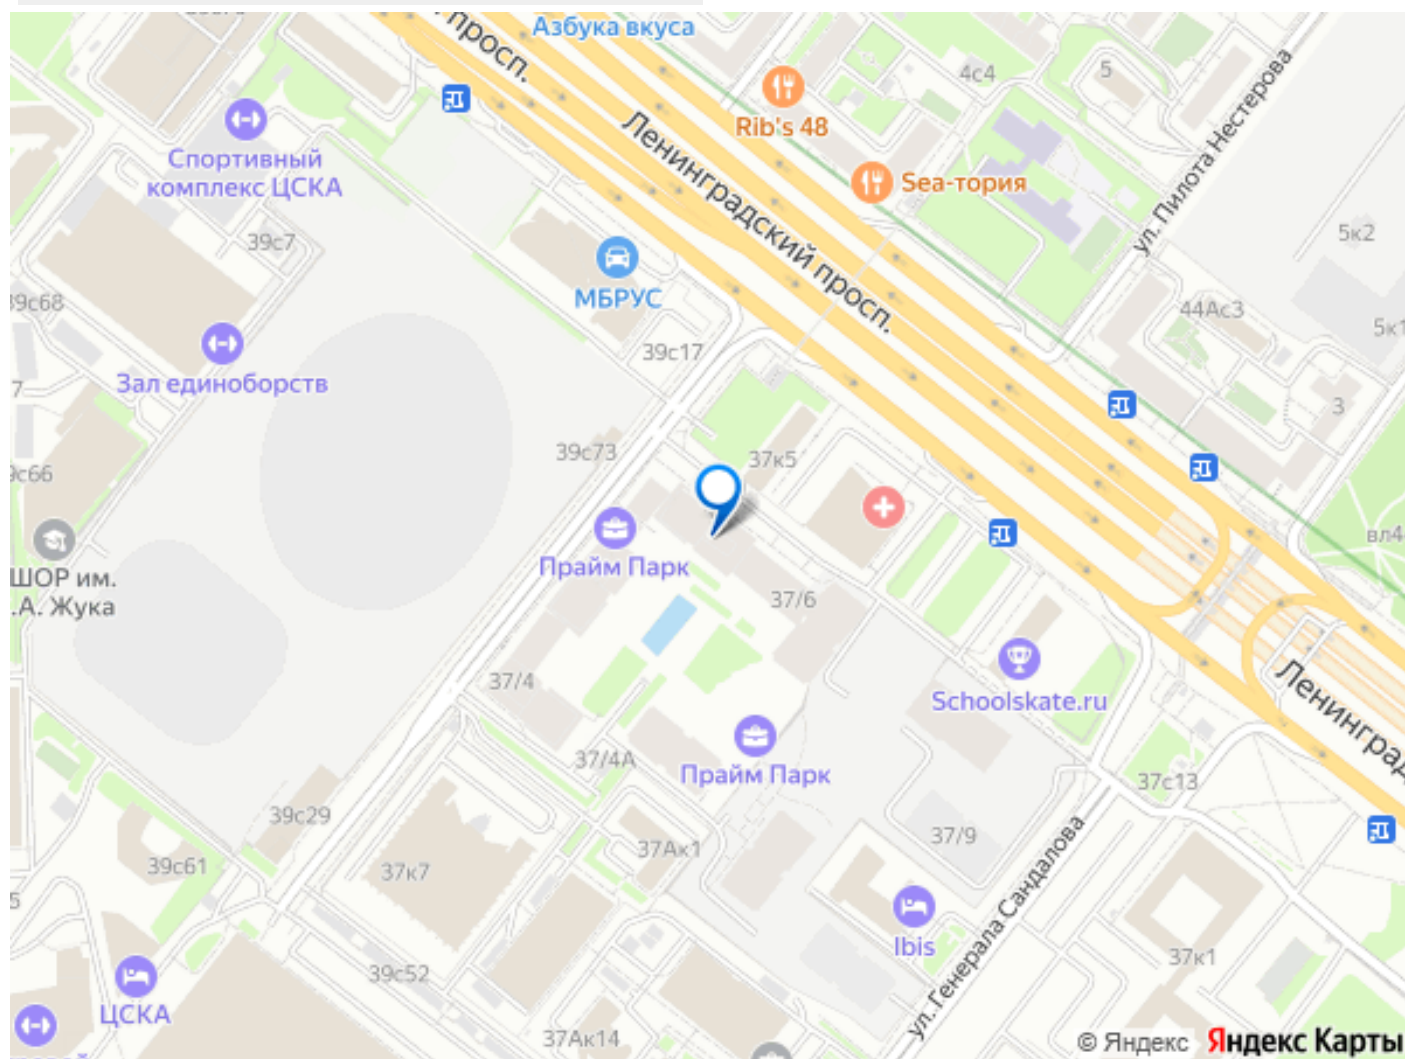 Азбука вкуса
просп.
4с4
5
Rib's 48
Ленинградский просп.
ул. Пилота Нестерова
Спортивный
комплекс ЦСКА
Sea-тория
39с7
5к2
МБРУС
39с68
44Ас3
5к1
39с17
Зал единоборств
7
3
39с73
37к5
39с66
вл4
Прайм Парк
ШОР им.
.А. Жука
37/6
37/4
Schoolskate.ru
Ленинград
37/4А
Прайм Парк
37с13
39с29
37/9
37Ак1
39с61
37к7
5
ул. Генерала Сандалова
Ibis
37к1
39с52
ЦСКА
37Ак14
© Яндекс Яндекс Карты